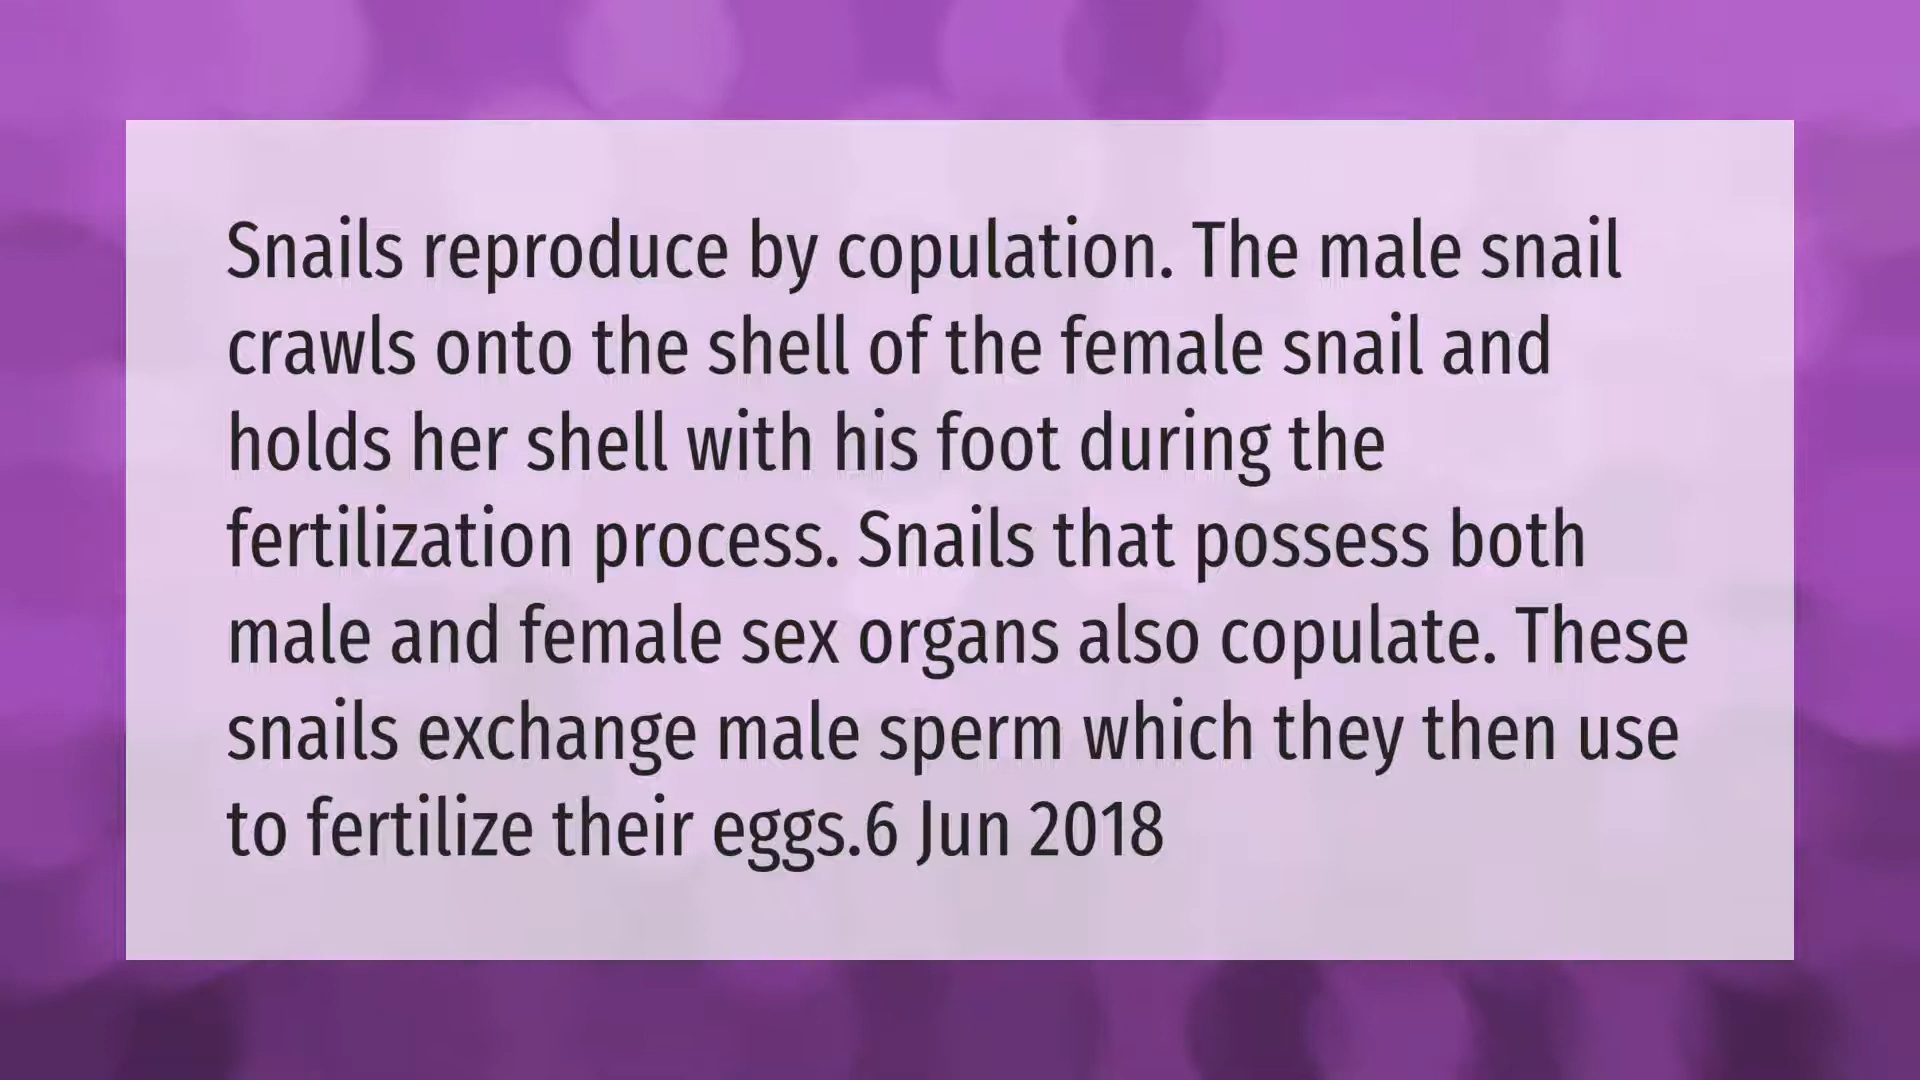 Snails reproduce by copulation. The male snail
crawls onto the shell of the female snail and
holds her shell with his foot during the
fertilization process. Snails that possess both
male and female sex organs also copulate. These
snails exchange male sperm which they then use
to fertilize their eggs.6 Jun 2018